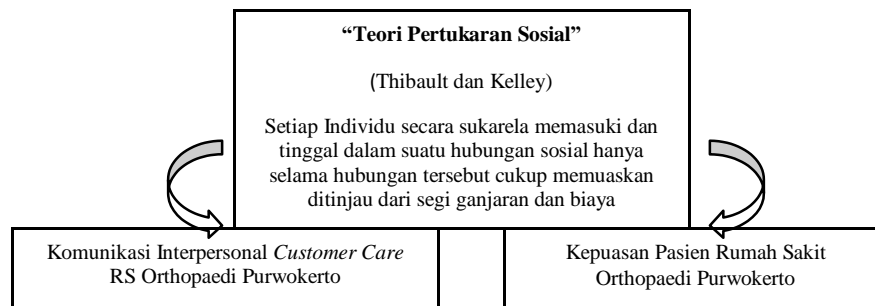 “Teori Pertukaran Sosial”
(Thibault dan Kelley)
Setiap Individu secara sukarela memasuki dan
tinggal dalam suatu hubungan sosial hanya
selama hubungan tersebut cukup memuaskan
ditinjau dari segi ganjaran dan biaya
Komunikasi Interpersonal Customer Care
RS Orthopaedi Purwokerto
Kepuasan Pasien Rumah Sakit
Orthopaedi Purwokerto